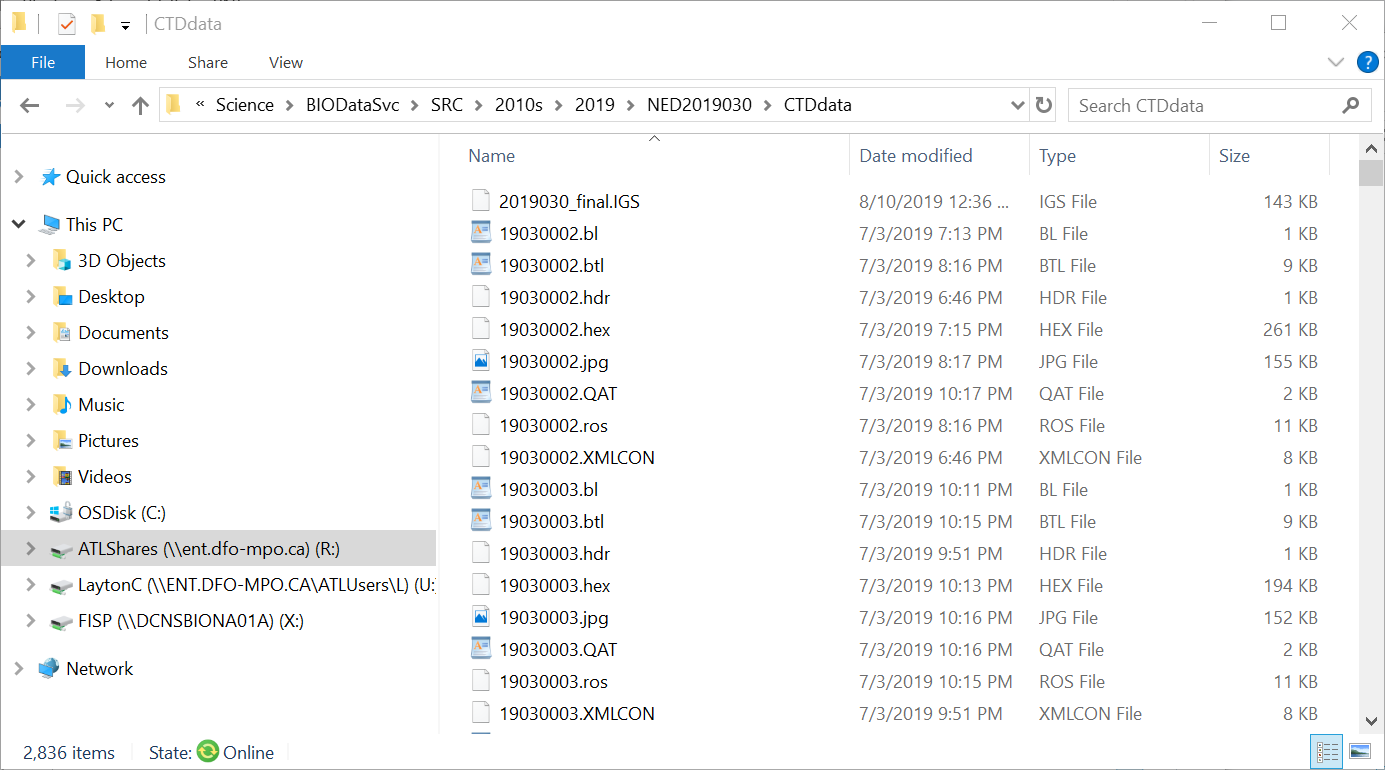 CTDdata
File Home Share View
« Science > BIODataSvc > SRC > 2010s > 2019 > NED2019030 > CTDdata Search CTDdata
Name Date modified Type Size
Quick access
This PC
3D Objects
Desktop
Documents
Downloads
Music
Pictures
Videos
OSDisk (C:)
ATLShares (\\ent.dfo-mpo.ca) (R:)
LaytonC (\\ENT.DFO-MPO.CA\ATLUsers\L) (U:
FISP (\\DCNSBIONA01A) (X:)
Network
2019030_final.IGS 8/10/2019 12:36 ... IGS File 143 KB
19030002.bl 7/3/2019 7:13 PM BL File 1 KB
19030002.btl 7/3/2019 8:16 PM BTL File 9 KB
19030002.hdr 7/3/2019 6:46 PM HDR File 1 KB
19030002.hex 7/3/2019 7:15 PM HEX File 261 KB
19030002.jpg 7/3/2019 8:17 PM JPG File 155 KB
19030002.QAT 7/3/2019 10:17 PM QAT File 2 KB
19030002.ros 7/3/2019 8:16 PM ROS File 11 KB
19030002.XMLCON 7/3/2019 6:46 PM XMLCON File 8 KB
19030003.bl 7/3/2019 10:11 PM BL File 1 KB
19030003.btl 7/3/2019 10:15 PM BTL File 9 KB
19030003.hdr 7/3/2019 9:51 PM HDR File 1 KB
19030003.hex 7/3/2019 10:13 PM HEX File 194 KB
19030003.jpg 7/3/2019 10:16 PM JPG File 152 KB
19030003.QAT 7/3/2019 10:16 PM QAT File 2 KB
19030003.ros 7/3/2019 10:15 PM ROS File 11 KB
19030003.XMLCON 7/3/2019 9:51 PM XMLCON File 8 KB
2,836 items State: Online